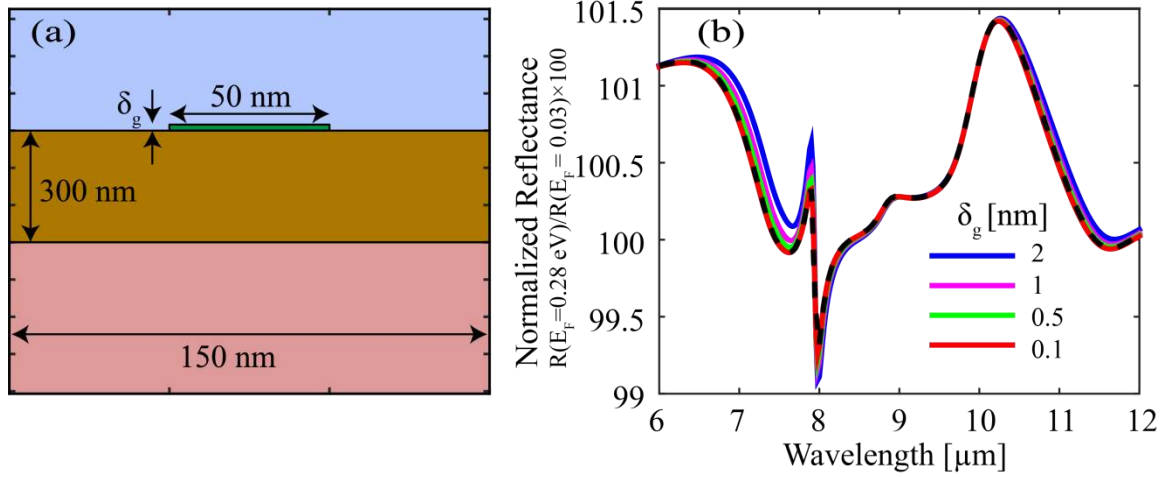 (a)
δg
50 nm
300 nm
150 nm
(b)
Normalized Reflectance
R(EF=0.28 eV)/R(EF = 0.03)×100
101.5
101
100.5
100
99.5
99
6 7 8 9 10 11 12
Wavelength [µm]
δg [nm]
2
1
0.5
0.1